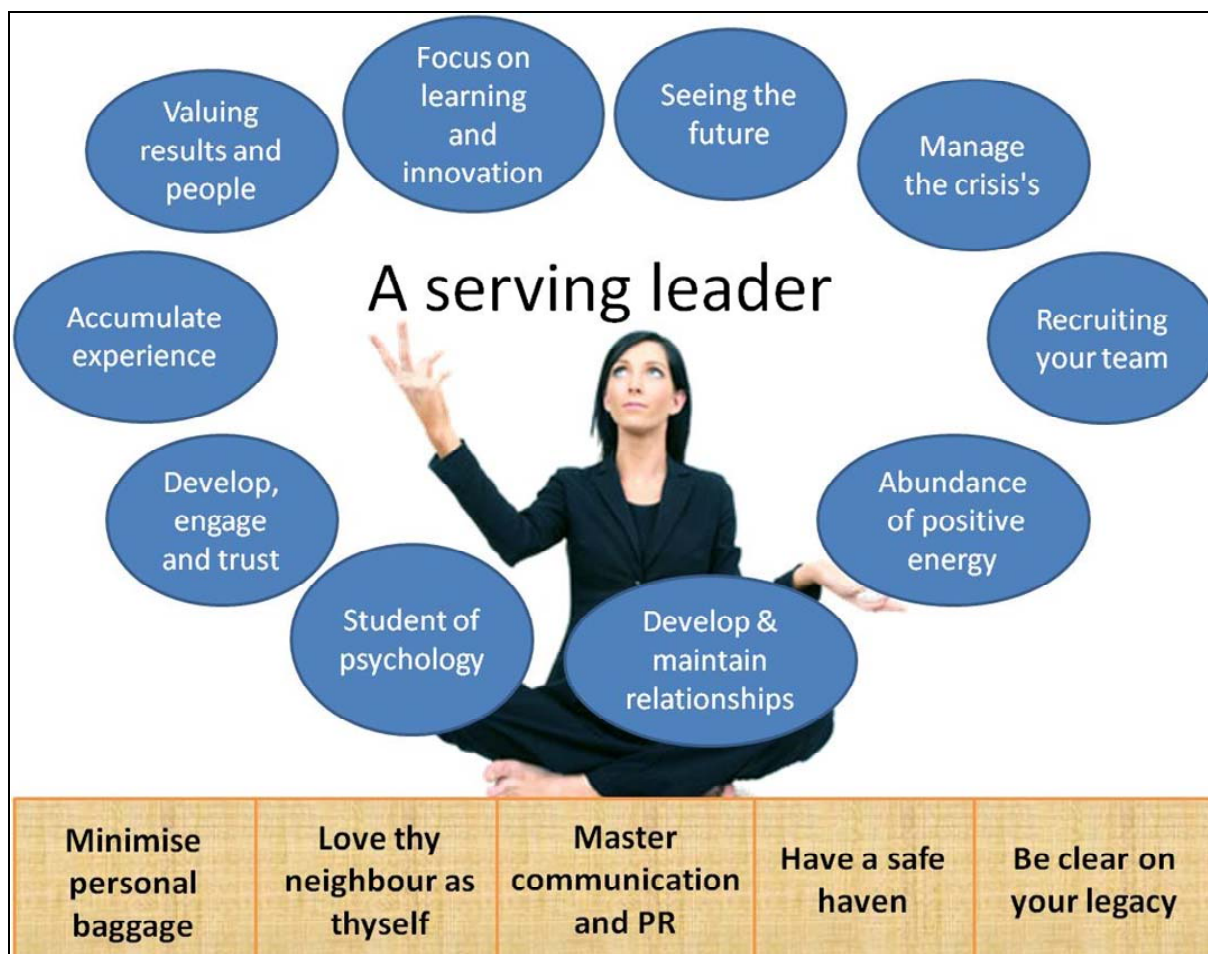 Focus on
learning
and
innovation
Seeing the
future
Valuing
results and
people
Manage
the crisis's
A serving leader
Accumulate
experience
Recruiting
your team
Develop,
engage
and trust
Abundance
of positive
energy
Student of
psychology
Develop &
maintain
relationships
Minimise
personal
baggage
Love thy
neighbour as
thyself
Master
communication
and PR
Have a safe
haven
Be clear on
your legacy